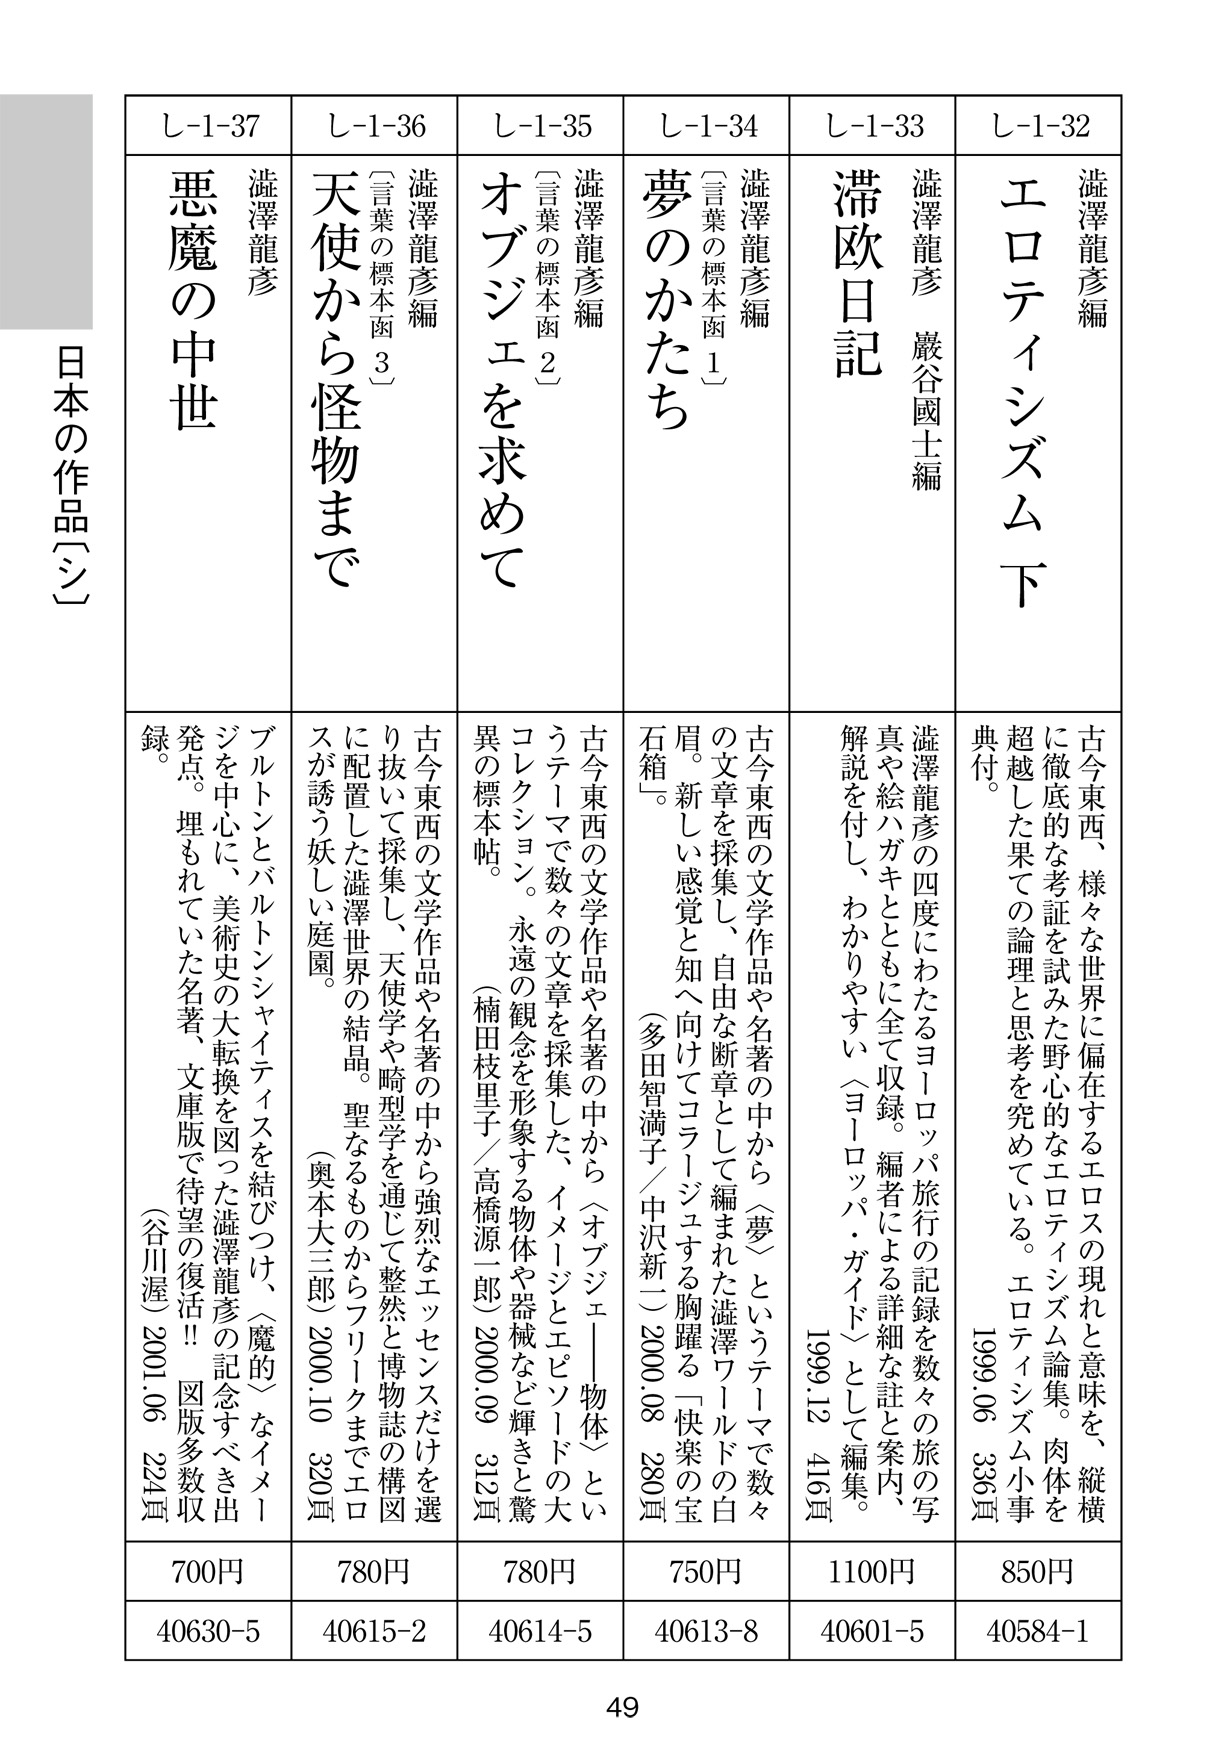 し-1-32
澁澤龍彦編
エロティシズム 下
古今東西、様々な世界に偏在するエロスの現れと意味を、縦横
に徹底的な考証を試みた野心的なエロティシズム論集。肉体を
超越した果ての論理と思考を究めている。エロティシズム小事
典付。
1999.06 336頁
850円
40584-1
し-1-33
澁澤龍彦 巖谷國士編
滞欧日記
澁澤龍彦の四度にわたるヨーロッパ旅行の記録を数々の旅の写
真や絵ハガキとともに全て収録。編者による詳細な註と案内、
解説を付し、わかりやすい〈ヨーロッパ・ガイド〉として編集。
1999.12 416頁
1100円
40601-5
し-1-34
澁澤龍彦編
〔言葉の標本函 1〕
夢のかたち
古今東西の文学作品や名著の中から〈夢〉というテーマで数々
の文章を採集し、自由な断章として編まれた澁澤ワールドの白
眉。新しい感覚と知へ向けてコラージュする胸躍る「快楽の宝
石箱」。 (多田智満子/中沢新一) 2000.08 280頁
750円
40613-8
し-1-35
澁澤龍彦編
〔言葉の標本函 2〕
オブジェを求めて
古今東西の文学作品や名著の中から〈オブジェ——物体〉とい
うテーマで数々の文章を採集した、イメージとエピソードの大
コレクション。永遠の観念を形象する物体や器械など輝きと驚
異の標本帖。 (楠田枝里子/高橋源一郎) 2000.09 312頁
780円
40614-5
し-1-36
澁澤龍彦編
〔言葉の標本函 3〕
天使から怪物まで
古今東西の文学作品や名著の中から強烈なエッセンスだけを選
り抜いて採集し、天使学や畸型学を通じて整然と博物誌の構図
に配置した澁澤世界の結晶。聖なるものからフリークまでエロ
スが誘う妖しい庭園。 (奥本大三郎) 2000.10 320頁
780円
40615-2
し-1-37
澁澤龍彦
悪魔の中世
ブルトンとバルトンシャイティスを結びつけ、〈魔的〉なイメー
ジを中心に、美術史の大転換を図った澁澤龍彦の記念すべき出
発点。埋もれていた名著、文庫版で待望の復活!! 図版多数収
録。 (谷川渥) 2001.06 224頁
700円
40630-5
日本の作品〔シ〕
49